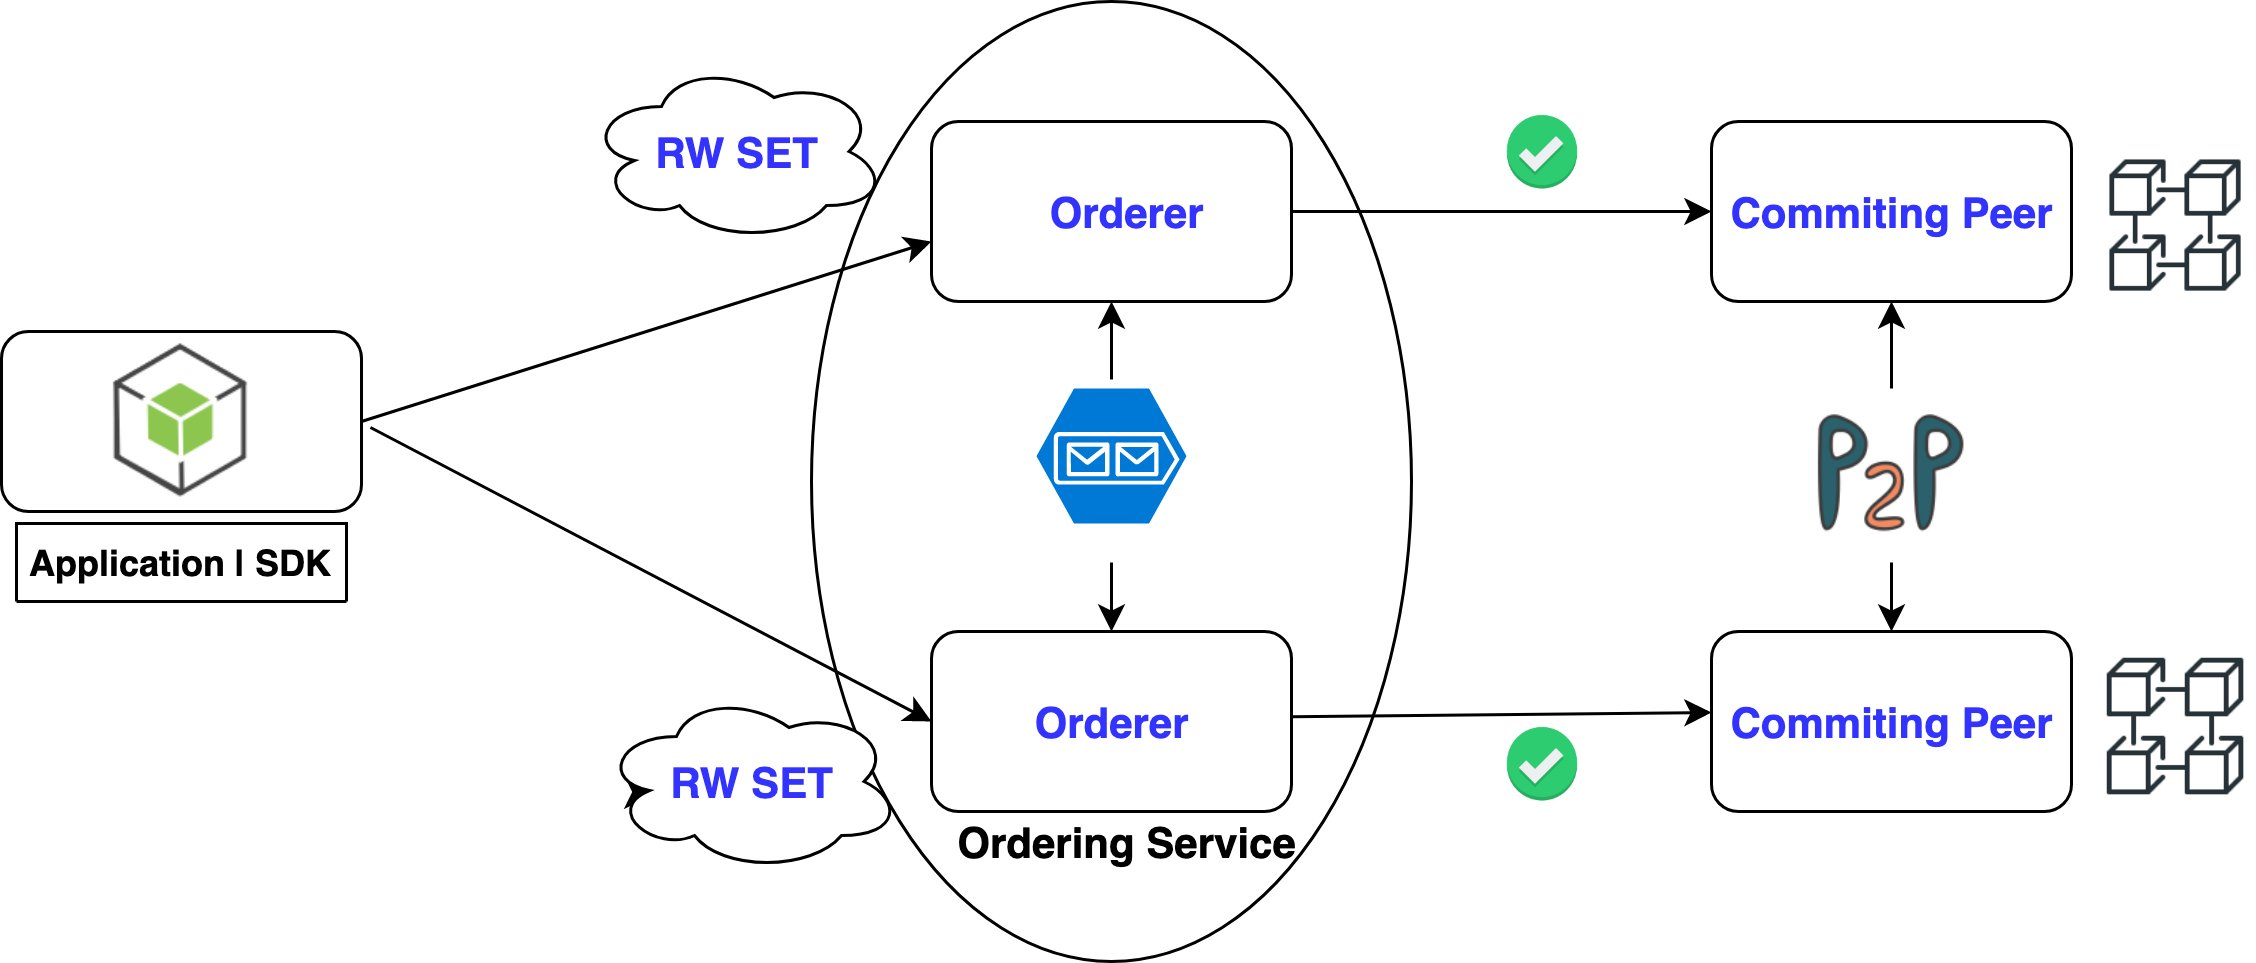 RW SET
Orderer
Commiting Peer
Application | SDK
P2P
Orderer
Commiting Peer
RW SET
Ordering Service